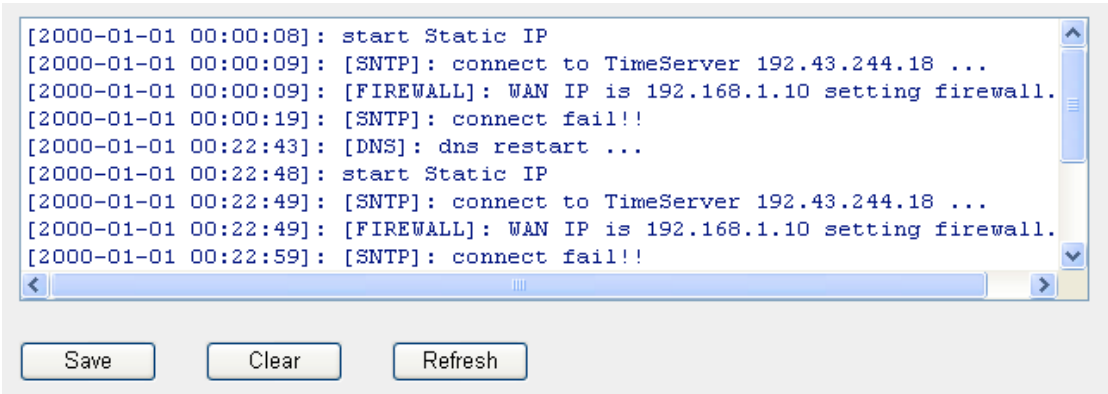 [2000-01-01 00:00:08]: start Static IP
[2000-01-01 00:00:09]: [SNTP]: connect to TimeServer 192.43.244.18 ...
[2000-01-01 00:00:09]: [FIREWALL]: WAN IP is 192.168.1.10 setting firewall.
[2000-01-01 00:00:19]: [SNTP]: connect fail!!
[2000-01-01 00:22:43]: [DNS]: dns restart ...
[2000-01-01 00:22:48]: start Static IP
[2000-01-01 00:22:49]: [SNTP]: connect to TimeServer 192.43.244.18 ...
[2000-01-01 00:22:49]: [FIREWALL]: WAN IP is 192.168.1.10 setting firewall.
[2000-01-01 00:22:59]: [SNTP]: connect fail!!
Save Clear Refresh